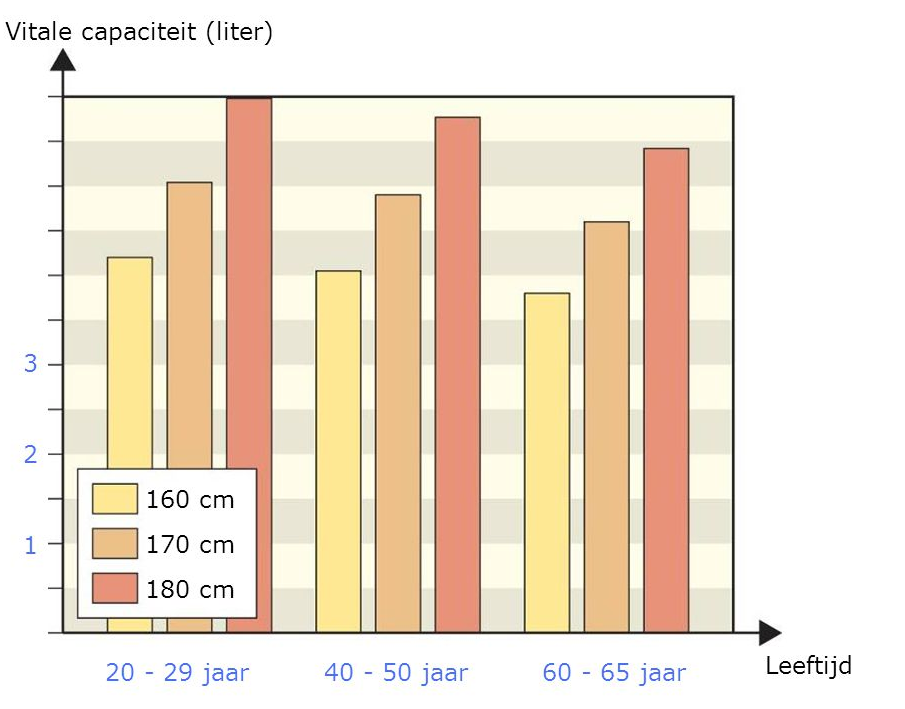 Vitale capaciteit (liter)
3
2
1
160 cm
170 cm
180 cm
20 - 29 jaar
40 - 50 jaar
60 - 65 jaar
Leeftijd